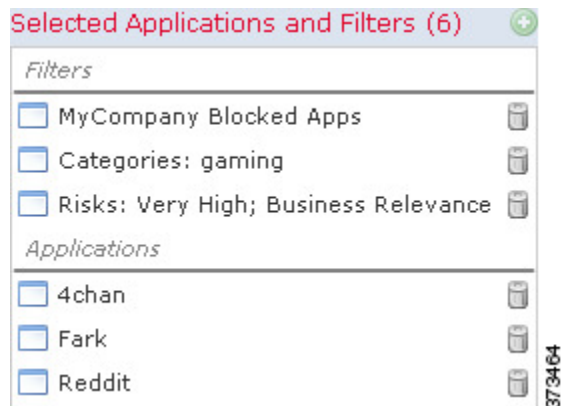 Selected Applications and Filters (6)
Filters
MyCompany Blocked Apps
Categories: gaming
Risks: Very High; Business Relevance
Applications
4chan
Fark
Reddit
373464